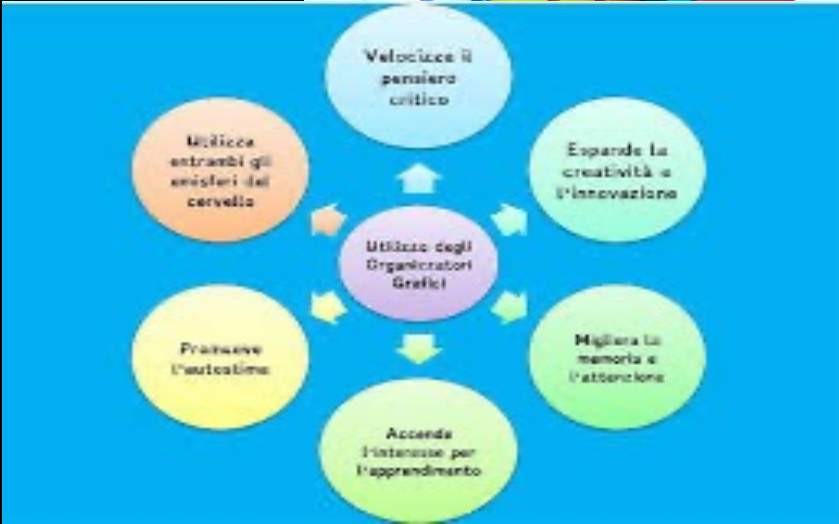 Velocizza il
pensiero
critico
Espande la
creatività e
l'innovazione
Migliora la
memoria e
l'attenzione
Accende
l'interesse per
l'apprendimento
Promuove
l'autostima
Utilizza
entrambi gli
emisferi del
cervello
Utilizzo degli
Organizzatori
Grafici